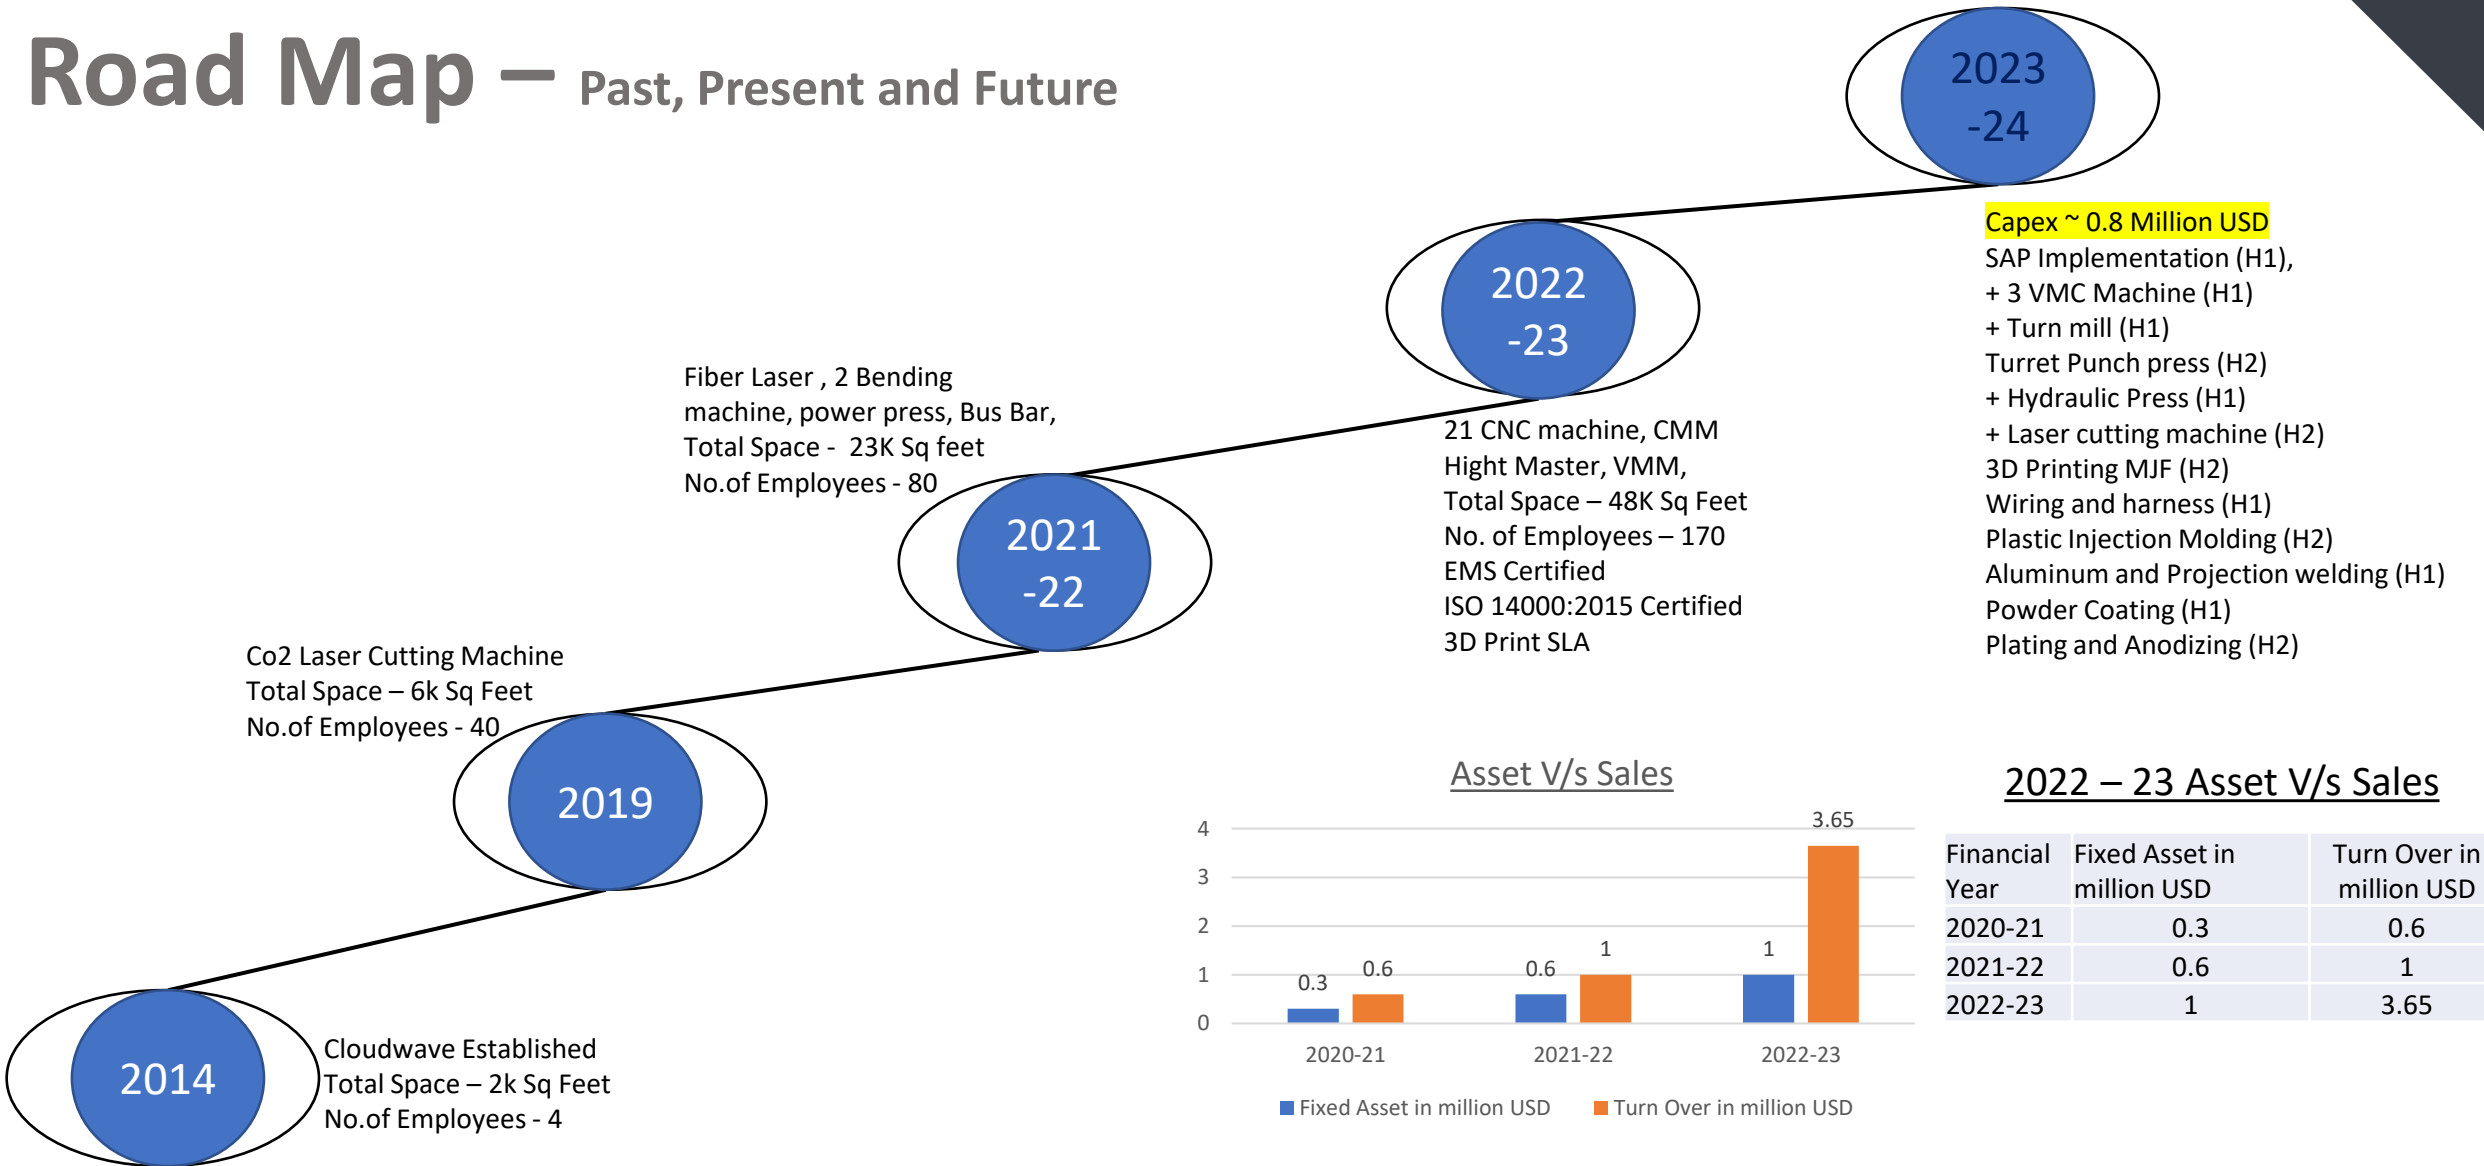 Road Map – Past, Present and Future
2023
-24
Capex ~ 0.8 Million USD
SAP Implementation (H1),
+ 3 VMC Machine (H1)
+ Turn mill (H1)
Turret Punch press (H2)
+ Hydraulic Press (H1)
+ Laser cutting machine (H2)
3D Printing MJF (H2)
Wiring and harness (H1)
Plastic Injection Molding (H2)
Aluminum and Projection welding (H1)
Powder Coating (H1)
Plating and Anodizing (H2)
2022
-23
21 CNC machine, CMM
Hight Master, VMM,
Total Space – 48K Sq Feet
No. of Employees – 170
EMS Certified
ISO 14000:2015 Certified
3D Print SLA
Fiber Laser , 2 Bending
machine, power press, Bus Bar,
Total Space - 23K Sq feet
No.of Employees - 80
2021
-22
Co2 Laser Cutting Machine
Total Space – 6k Sq Feet
No.of Employees - 40
2019
2014
Cloudwave Established
Total Space – 2k Sq Feet
No.of Employees - 4
Asset V/s Sales
4
3
2
1
0
0.3
0.6
0.6
1
1
3.65
2020-21
2021-22
2022-23
Fixed Asset in million USD
Turn Over in million USD
2022 – 23 Asset V/s Sales
Financial Year Fixed Asset in million USD Turn Over in million USD
2020-21 0.3 0.6
2021-22 0.6 1
2022-23 1 3.65